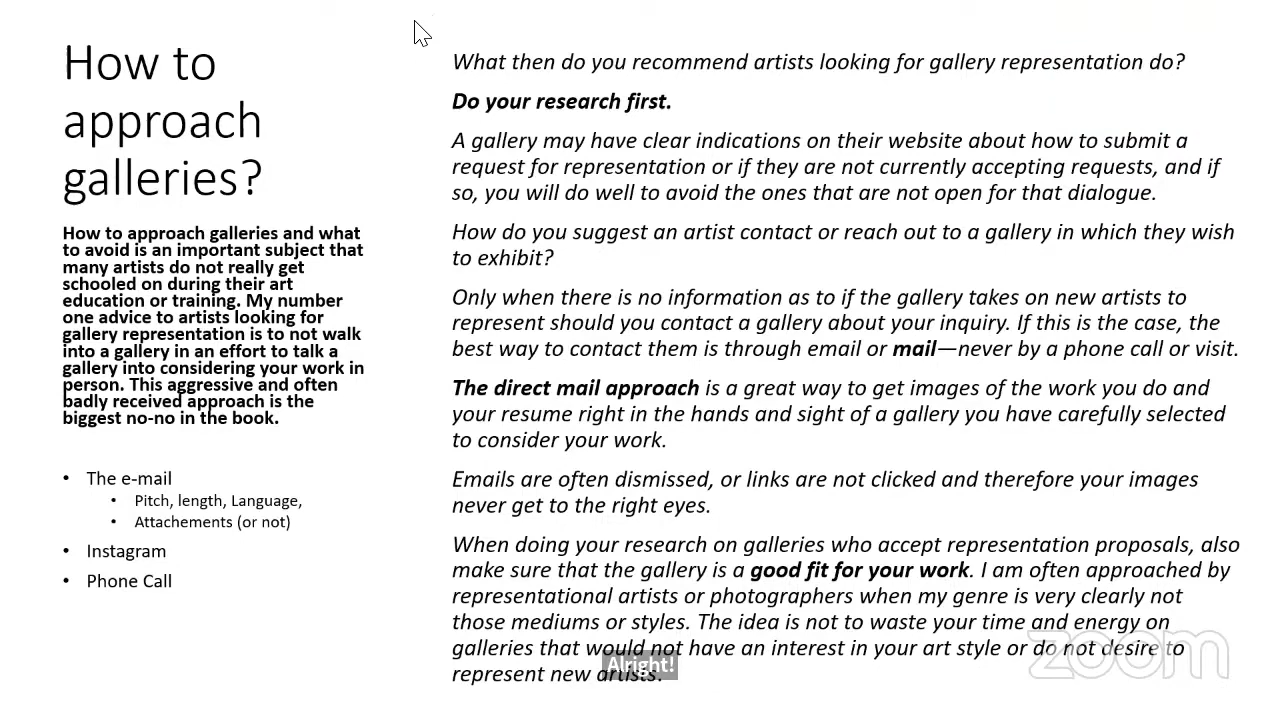 How to
approach
galleries?
How to approach galleries and what
to avoid is an important subject that
many artists do not really get
schooled on during their art
education or training. My number
one advice to artists looking for
gallery representation is to not walk
into a gallery in an effort to talk a
gallery into considering your work in
person. This aggressive and often
badly received approach is the
biggest no-no in the book.
• The e-mail
• Pitch, length, Language,
• Attachements (or not)
• Instagram
• Phone Call
What then do you recommend artists looking for gallery representation do?
Do your research first.
A gallery may have clear indications on their website about how to submit a
request for representation or if they are not currently accepting requests, and if
so, you will do well to avoid the ones that are not open for that dialogue.
How do you suggest an artist contact or reach out to a gallery in which they wish
to exhibit?
Only when there is no information as to if the gallery takes on new artists to
represent should you contact a gallery about your inquiry. If this is the case, the
best way to contact them is through email or mail—never by a phone call or visit.
The direct mail approach is a great way to get images of the work you do and
your resume right in the hands and sight of a gallery you have carefully selected
to consider your work.
Emails are often dismissed, or links are not clicked and therefore your images
never get to the right eyes.
When doing your research on galleries who accept representation proposals, also
make sure that the gallery is a good fit for your work. I am often approached by
representational artists or photographers when my genre is very clearly not
those mediums or styles. The idea is not to waste your time and energy on
galleries that would not have an interest in your art style or do not desire to
represent new artists.
Alright!
zoom